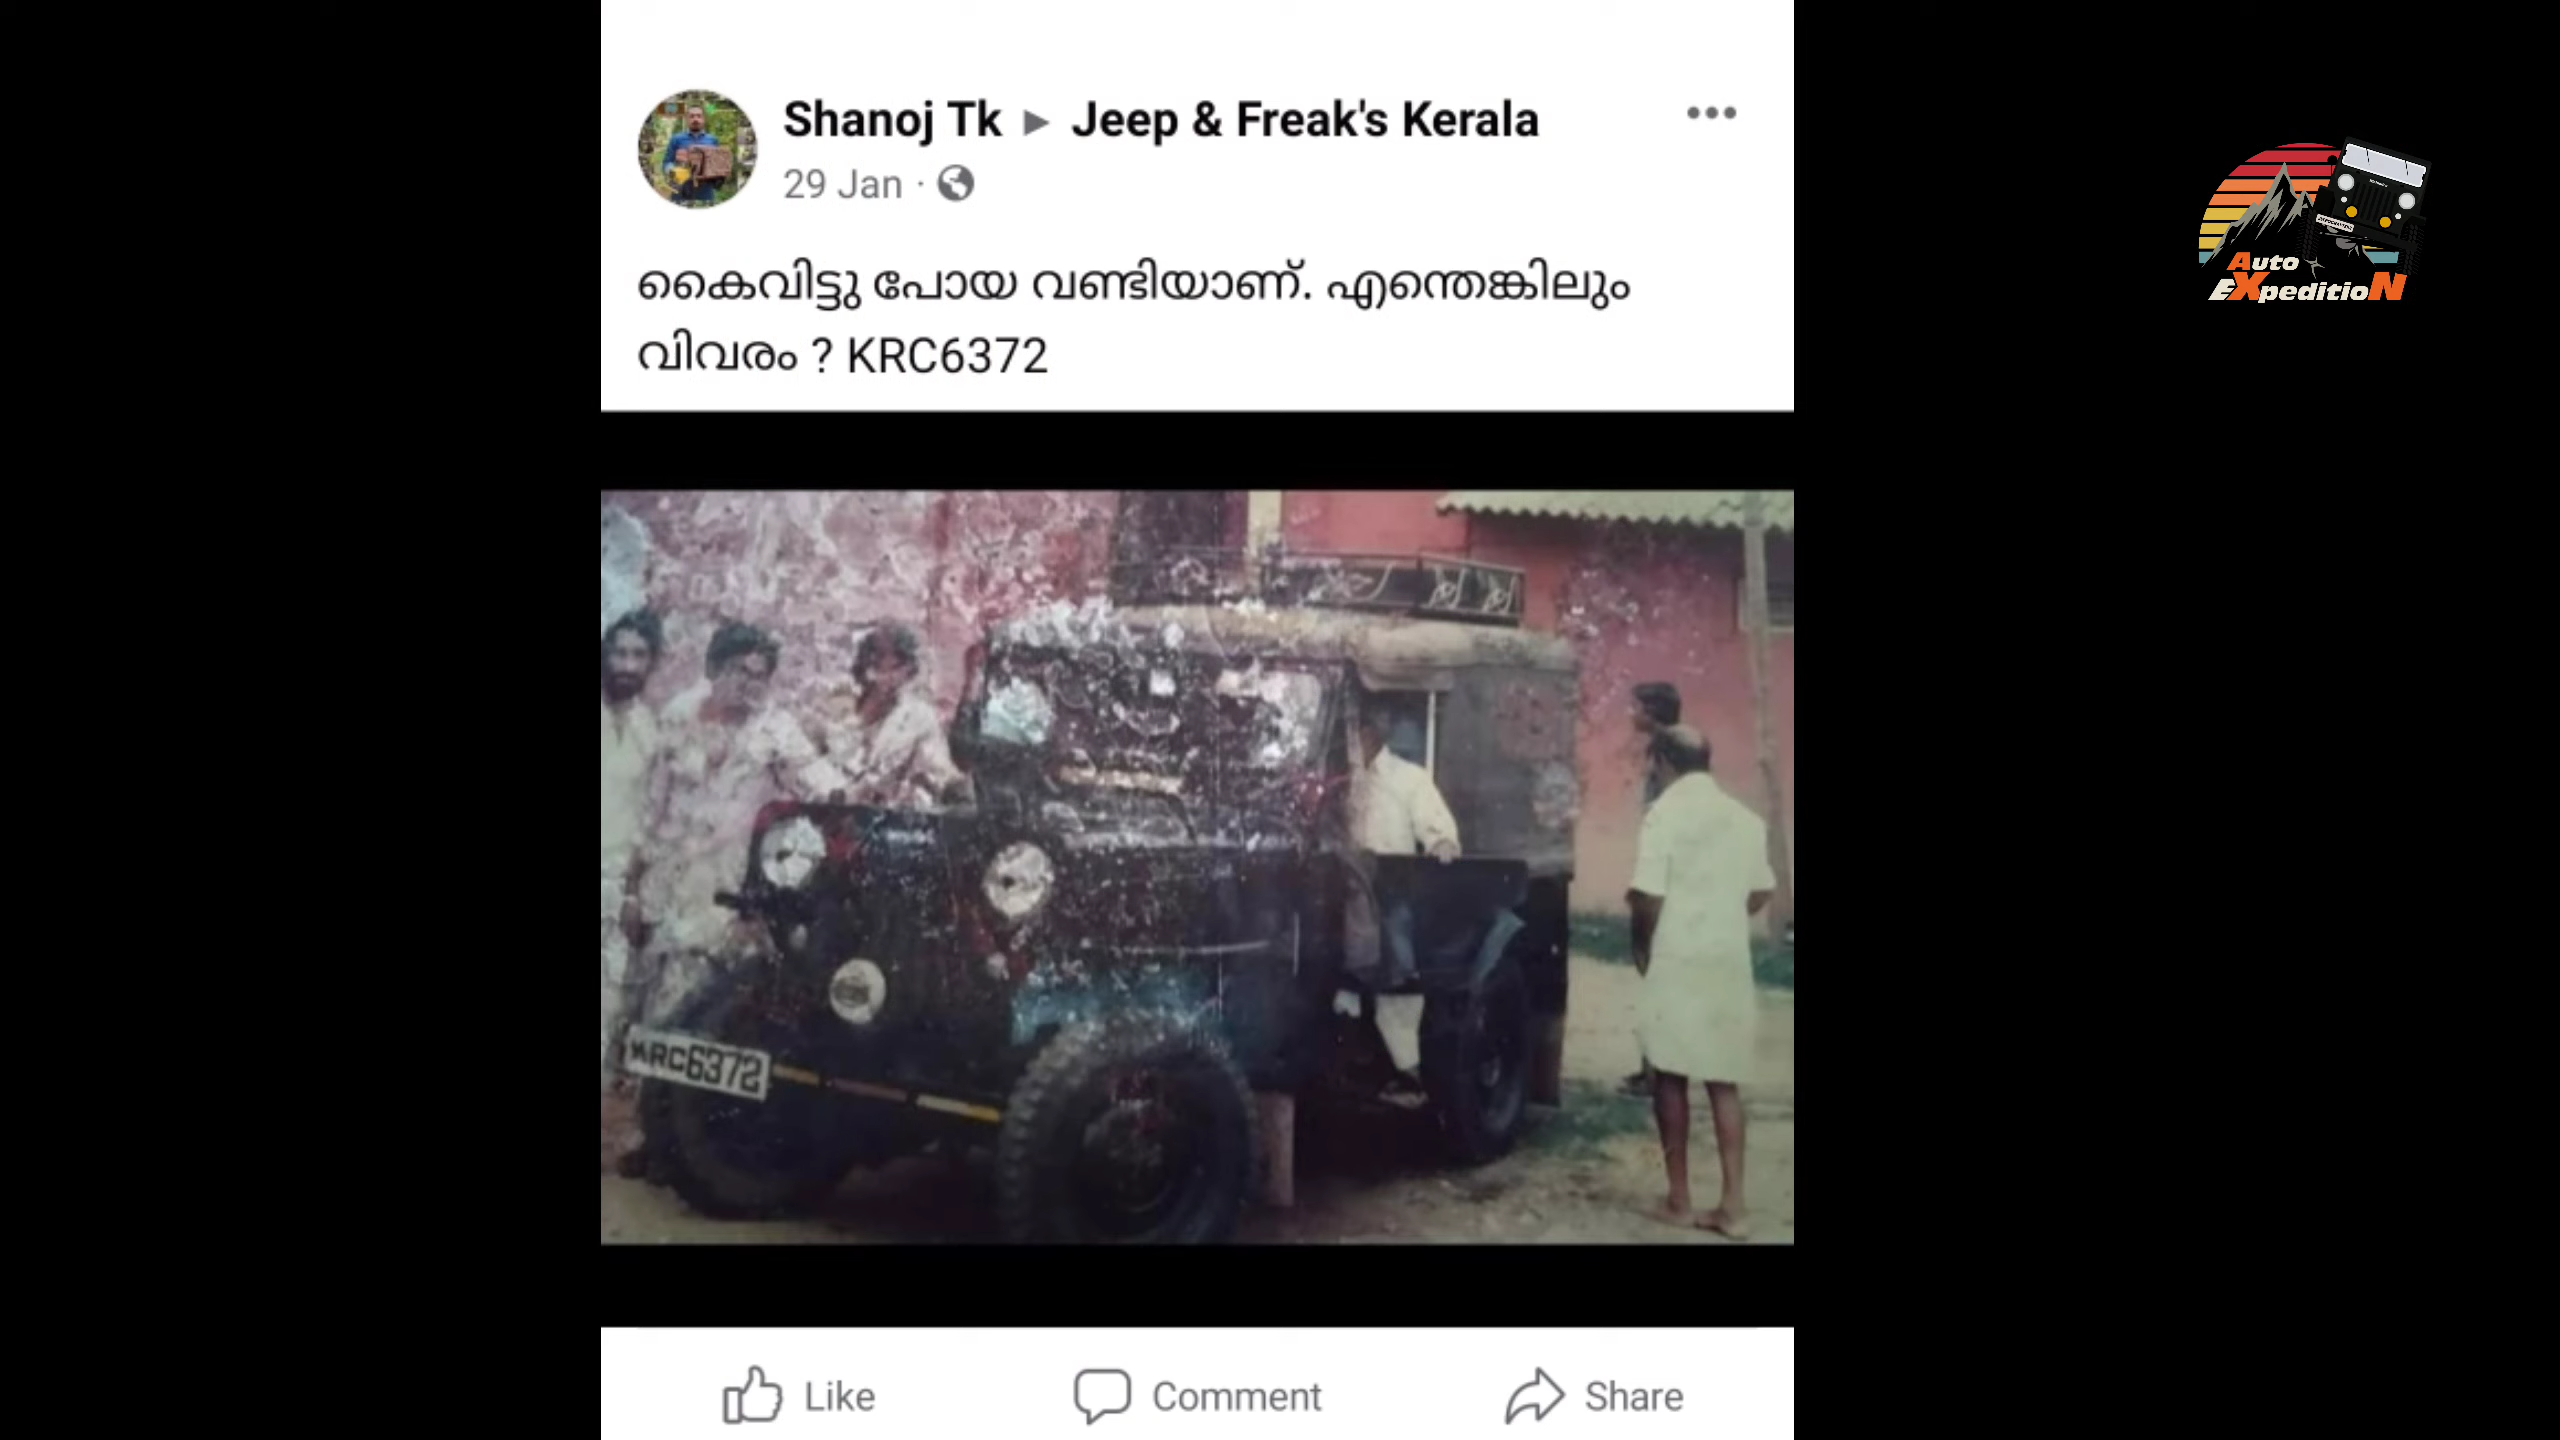 Shanoj Tk ▶ Jeep & Freak's Kerala
29 Jan ·
കൈവിട്ടു പോയ വണ്ടിയാണ്. എന്തെങ്കിലും
വിവരം ? KRC6372
Auto
EXpeditioN
KRC6372
Like
Comment
Share